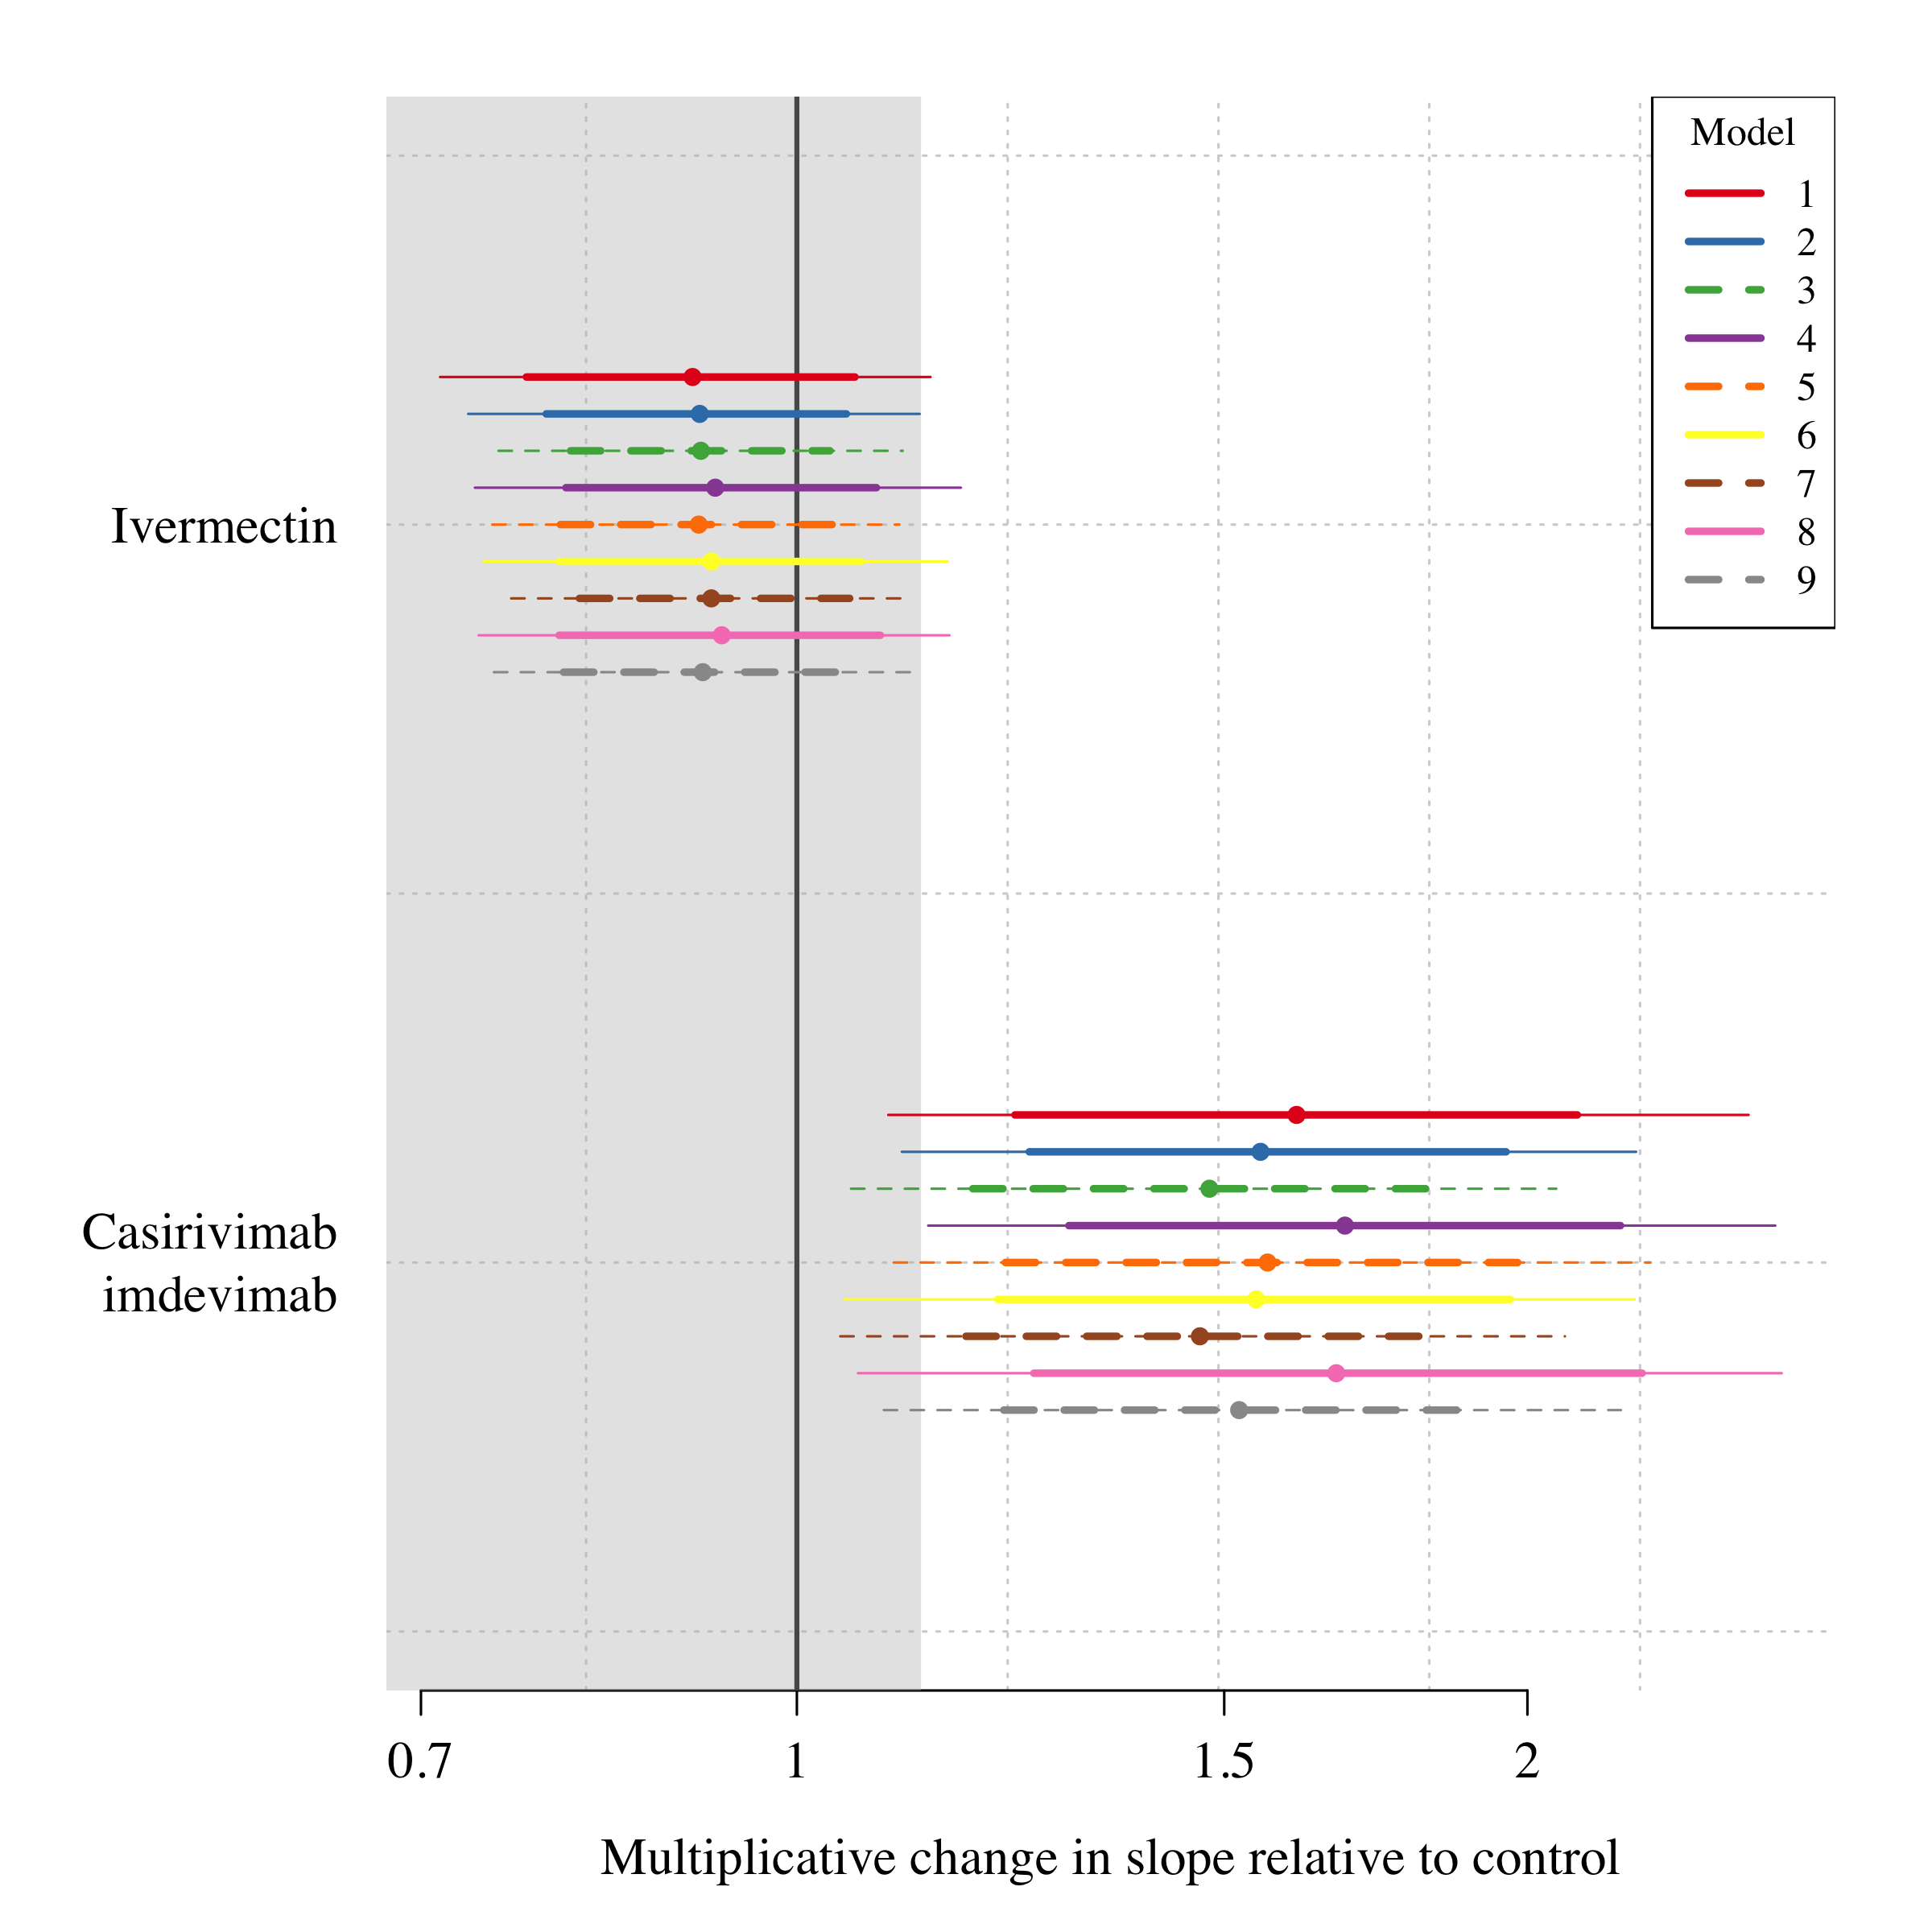 Model
1
2
3
4
5
6
7
8
9
Ivermectin
Casirivimab
imdevimab
0.7 1 1.5 2
Multiplicative change in slope relative to control